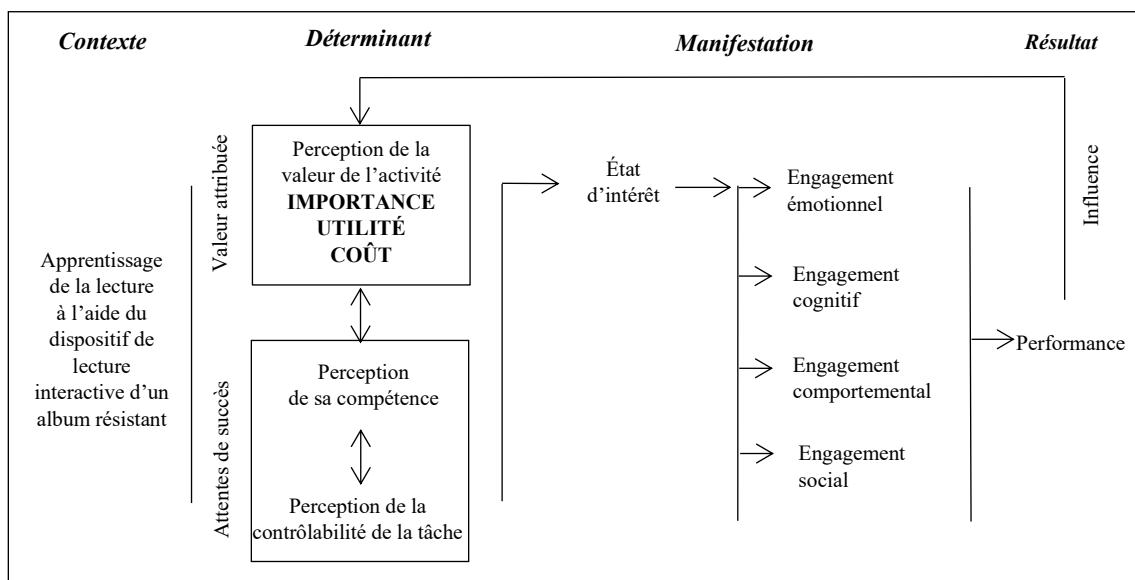 Contexte
Déterminant
Manifestation
Résultat
Apprentissage
de la lecture
à l’aide du
dispositif de
lecture
interactive d’un
album résistant
Valeur attribuée
Perception de la
valeur de l’activité
IMPORTANCE
UTILITÉ
COÛT
Attentes de succès
Perception
de sa compétence
Perception de la
contrôlabilité de la tâche
État
d’intérêt
Engagement
émotionnel
Engagement
cognitif
Engagement
comportemental
Engagement
social
Performance
Influence